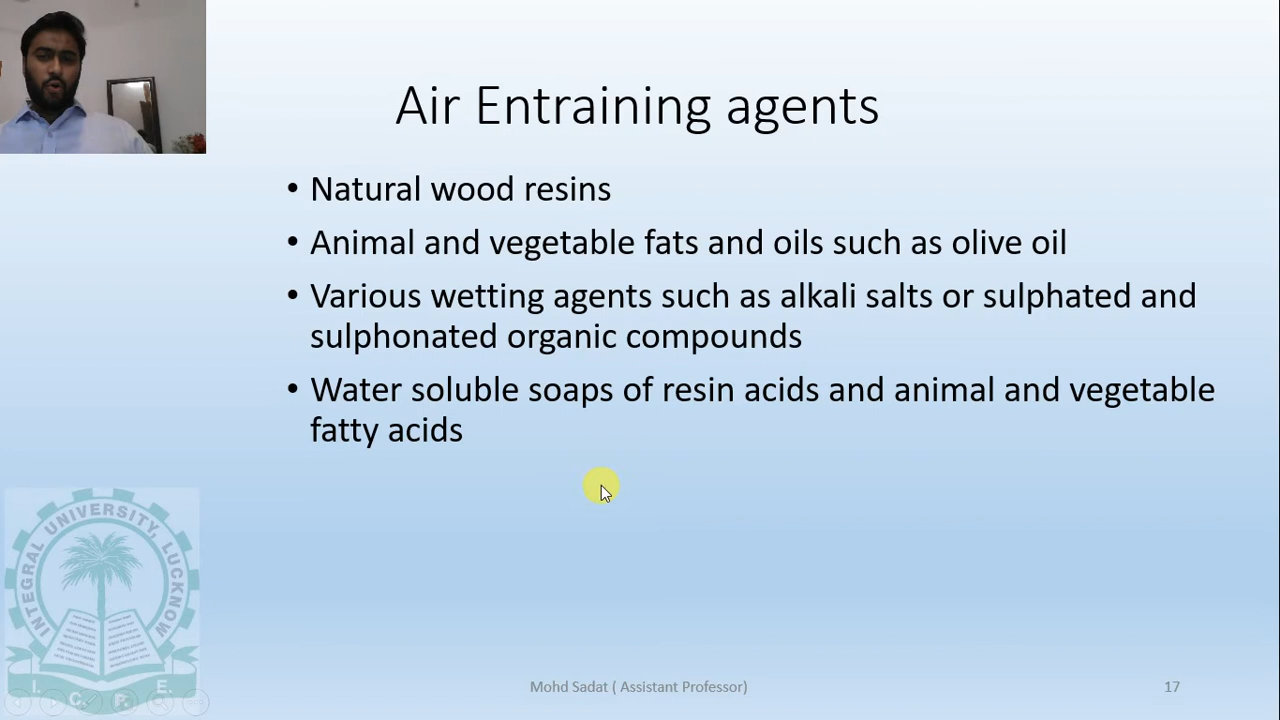 Air Entraining agents
• Natural wood resins
• Animal and vegetable fats and oils such as olive oil
• Various wetting agents such as alkali salts or sulphated and
sulphonated organic compounds
• Water soluble soaps of resin acids and animal and vegetable
fatty acids
INTEGRAL UNIVERSITY, LUCKNOW
Mohd Sadat ( Assistant Professor)
17